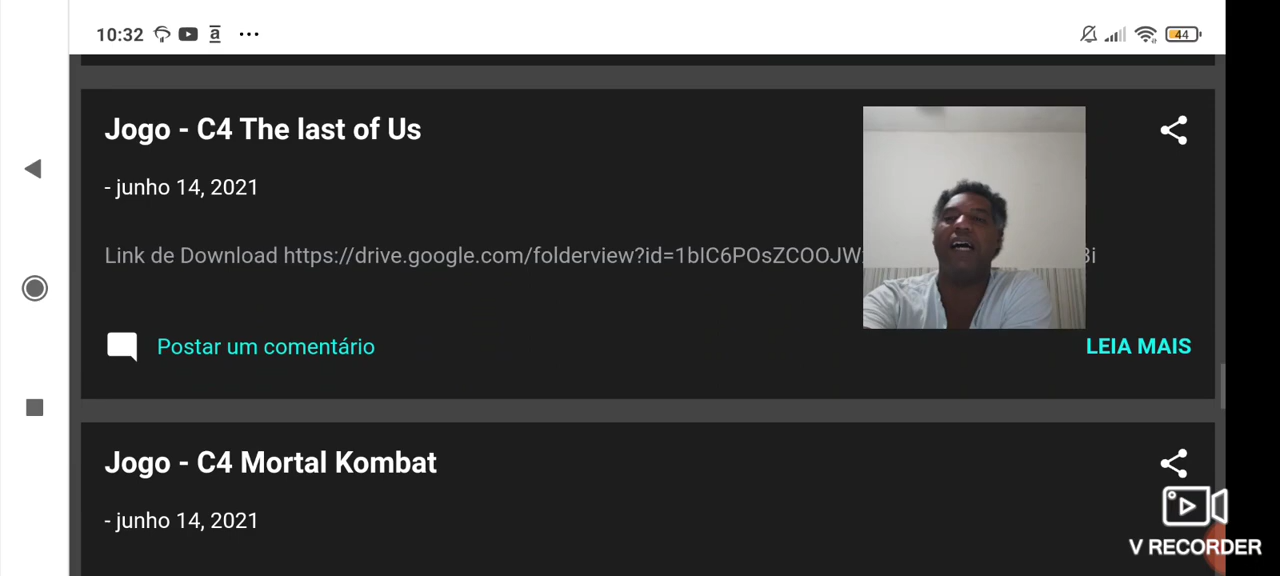 10:32 a ...
44
Jogo - C4 The last of Us
- junho 14, 2021
Link de Download https://drive.google.com/folderview?id=
Postar um comentário
LEIA MAIS
Jogo - C4 Mortal Kombat
- junho 14, 2021
V RECORDER